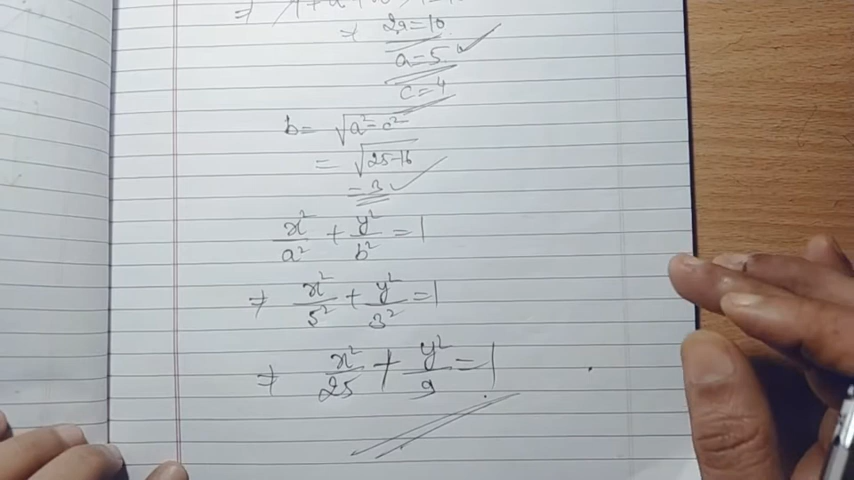 ⇒ 2a=10
a=5
c=4
b= √a²-c²
= √25-16
=3
x²/a² + y²/b² = 1
⇒ x²/5² + y²/3² = 1
⇒ x²/25 + y²/9 = 1